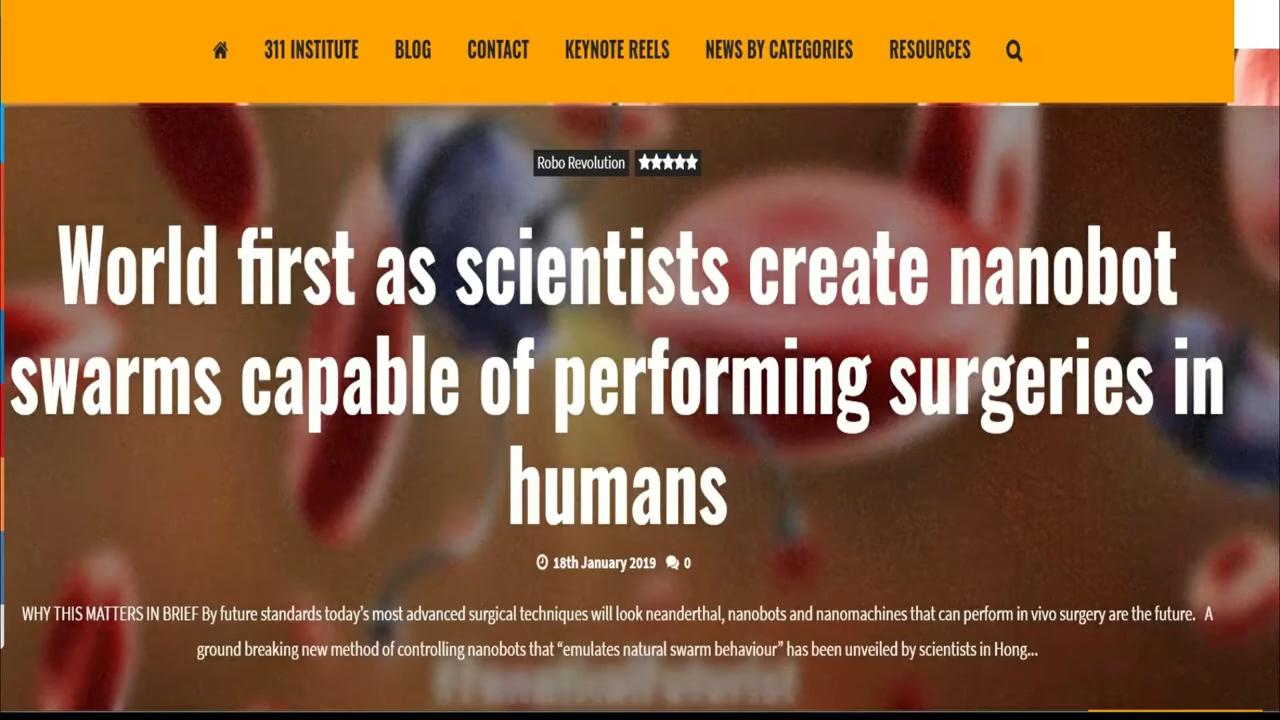 311 INSTITUTE BLOG CONTACT KEYNOTE REELS NEWS BY CATEGORIES RESOURCES
Robo Revolution
World first as scientists create nanobot
swarms capable of performing surgeries in
humans
18th January 2019 0
WHY THIS MATTERS IN BRIEF By future standards today's most advanced surgical techniques will look neanderthal, nanobots and nanomachines that can perform in vivo surgery are the future. A
ground breaking new method of controlling nanobots that “emulates natural swarm behaviour” has been unveiled by scientists in Hong...